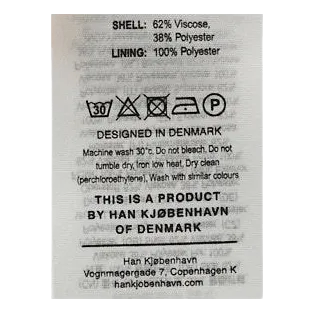 SHELL: 62% Viscose,
38% Polyester
LINING: 100% Polyester
30 P
DESIGNED IN DENMARK
Machine wash 30°c. Do not bleach. Do not
tumble dry, Iron low heat, Dry clean
(perchloroethylene), Wash with similar colours
THIS IS A PRODUCT
BY HAN KJØBENHAVN
OF DENMARK
Han Kjøbenhavn
Vognmagergade 7, Copenhagen K
hankjobenhavn.com